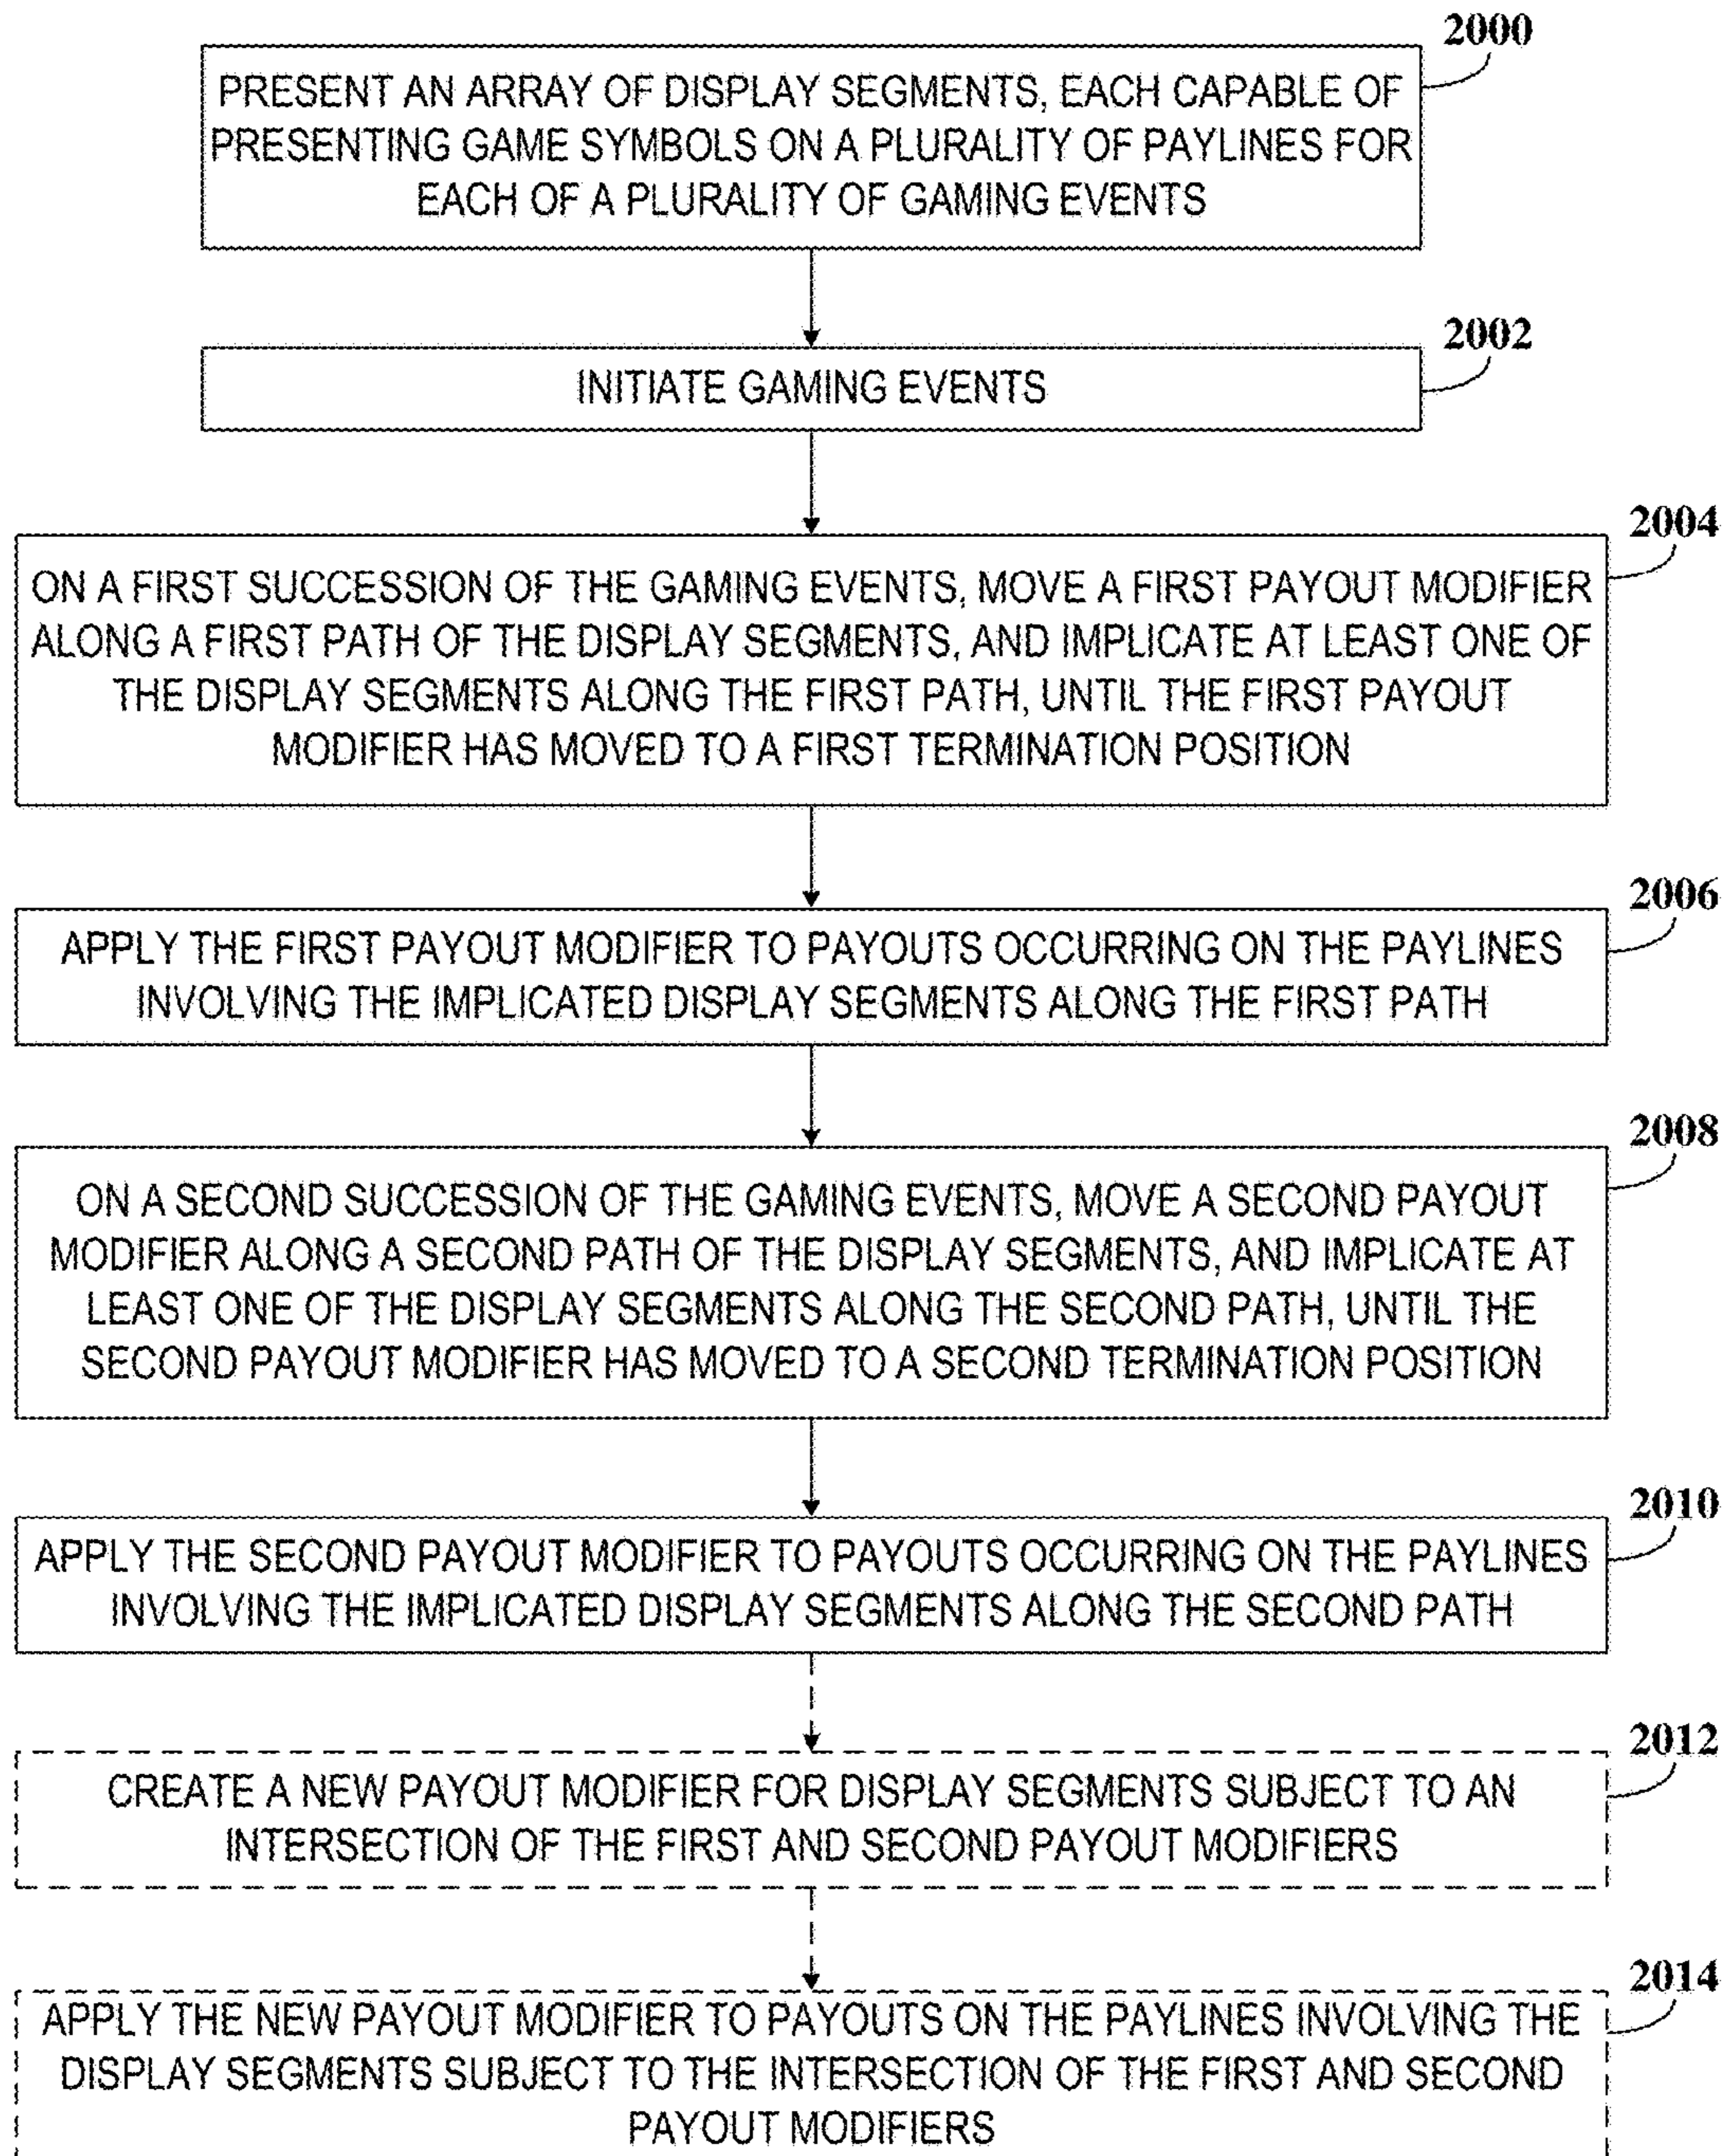 2000
PRESENT AN ARRAY OF DISPLAY SEGMENTS, EACH CAPABLE OF
PRESENTING GAME SYMBOLS ON A PLURALITY OF PAYLINES FOR
EACH OF A PLURALITY OF GAMING EVENTS
2002
INITIATE GAMING EVENTS
2004
ON A FIRST SUCCESSION OF THE GAMING EVENTS, MOVE A FIRST PAYOUT MODIFIER
ALONG A FIRST PATH OF THE DISPLAY SEGMENTS, AND IMPLICATE AT LEAST ONE OF
THE DISPLAY SEGMENTS ALONG THE FIRST PATH, UNTIL THE FIRST PAYOUT
MODIFIER HAS MOVED TO A FIRST TERMINATION POSITION
2006
APPLY THE FIRST PAYOUT MODIFIER TO PAYOUTS OCCURRING ON THE PAYLINES
INVOLVING THE IMPLICATED DISPLAY SEGMENTS ALONG THE FIRST PATH
2008
ON A SECOND SUCCESSION OF THE GAMING EVENTS, MOVE A SECOND PAYOUT
MODIFIER ALONG A SECOND PATH OF THE DISPLAY SEGMENTS, AND IMPLICATE AT
LEAST ONE OF THE DISPLAY SEGMENTS ALONG THE SECOND PATH, UNTIL THE
SECOND PAYOUT MODIFIER HAS MOVED TO A SECOND TERMINATION POSITION
2010
APPLY THE SECOND PAYOUT MODIFIER TO PAYOUTS OCCURRING ON THE PAYLINES
INVOLVING THE IMPLICATED DISPLAY SEGMENTS ALONG THE SECOND PATH
2012
CREATE A NEW PAYOUT MODIFIER FOR DISPLAY SEGMENTS SUBJECT TO AN
INTERSECTION OF THE FIRST AND SECOND PAYOUT MODIFIERS
2014
APPLY THE NEW PAYOUT MODIFIER TO PAYOUTS ON THE PAYLINES INVOLVING THE
DISPLAY SEGMENTS SUBJECT TO THE INTERSECTION OF THE FIRST AND SECOND
PAYOUT MODIFIERS